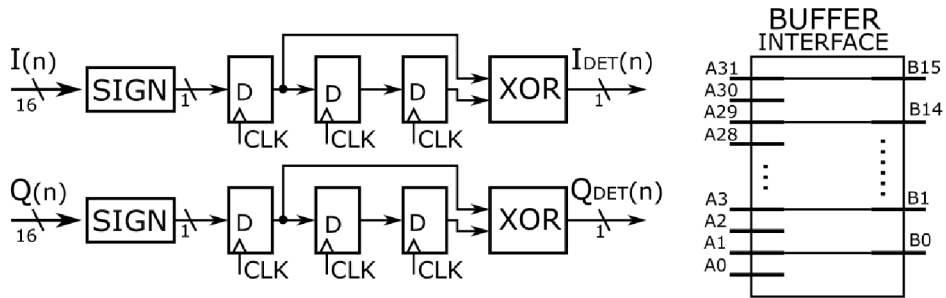 I(n)
16
SIGN
1
D
D
D
CLK
CLK
CLK
XOR
IDET(n)
1
Q(n)
16
SIGN
1
D
D
D
CLK
CLK
CLK
XOR
QDET(n)
1
BUFFER
INTERFACE
A31
B15
A30
A29
B14
A28
A3
B1
A2
A1
B0
A0